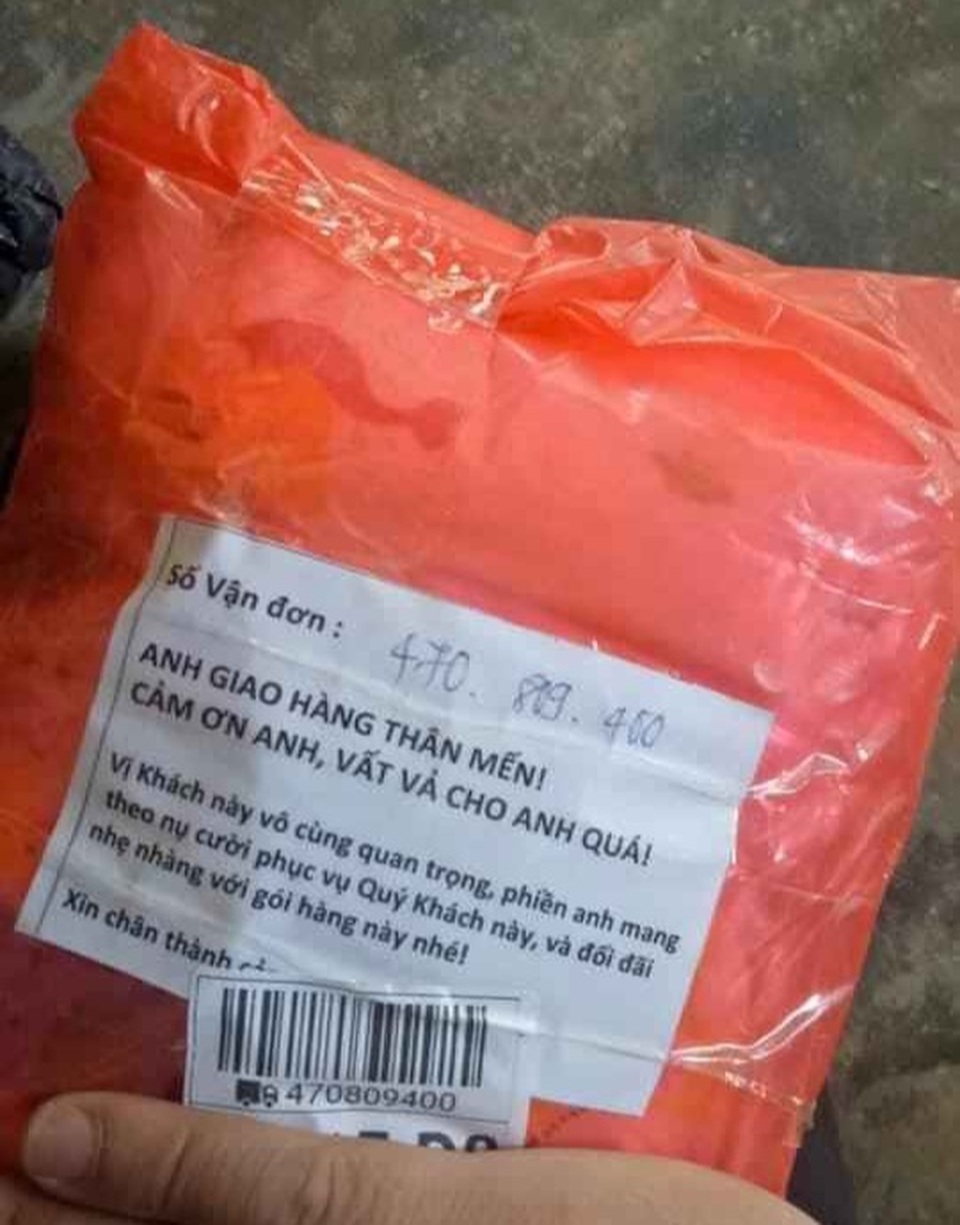 Số Vận đơn : 470. 809. 400
ANH GIAO HÀNG THÂN MẾN!
CẢM ƠN ANH, VẤT VẢ CHO ANH QUÁ!
Vị Khách này vô cùng quan trọng, phiền anh mang
theo nụ cười phục vụ Quý Khách này, và đối đãi
nhẹ nhàng với gói hàng này nhé!
Xin chân thành
470809400